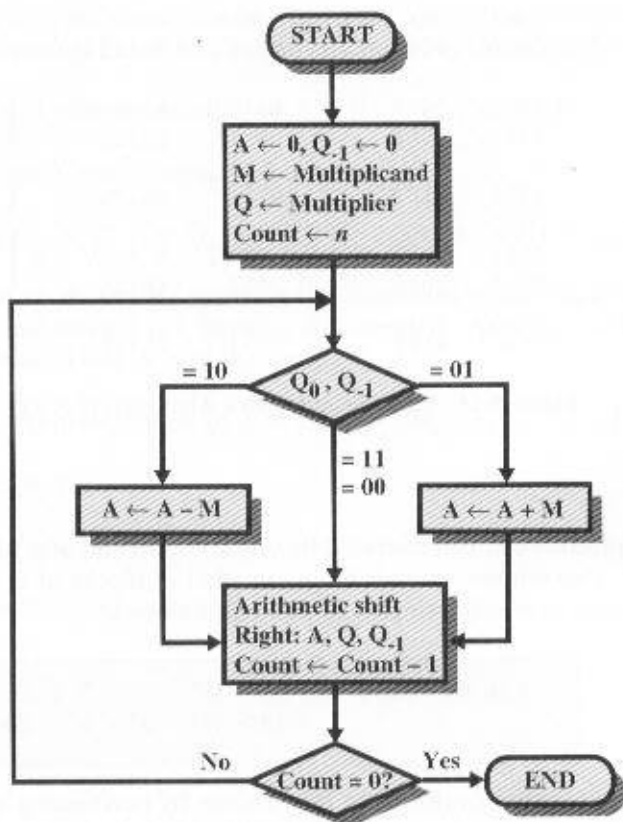 START
A ← 0, Q₋₁ ← 0
M ← Multiplicand
Q ← Multiplier
Count ← n
= 10
Q₀ , Q₋₁
= 01
= 11
= 00
A ← A − M
A ← A + M
Arithmetic shift
Right: A, Q, Q₋₁
Count ← Count − 1
No
Count = 0?
Yes
END